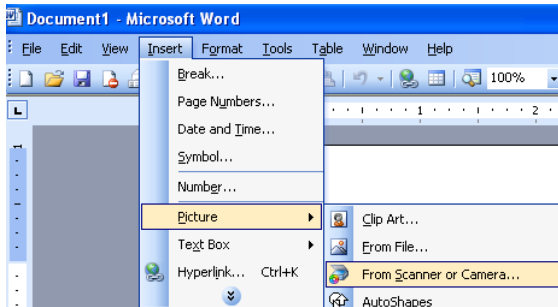 Document1 - Microsoft Word
File Edit View Insert Format Tools Table Window Help
100%
Break...
Page Numbers...
1 2
Date and Time...
Symbol...
Number...
Picture
Clip Art...
Text Box
From File...
Hyperlink... Ctrl+K
From Scanner or Camera...
AutoShapes